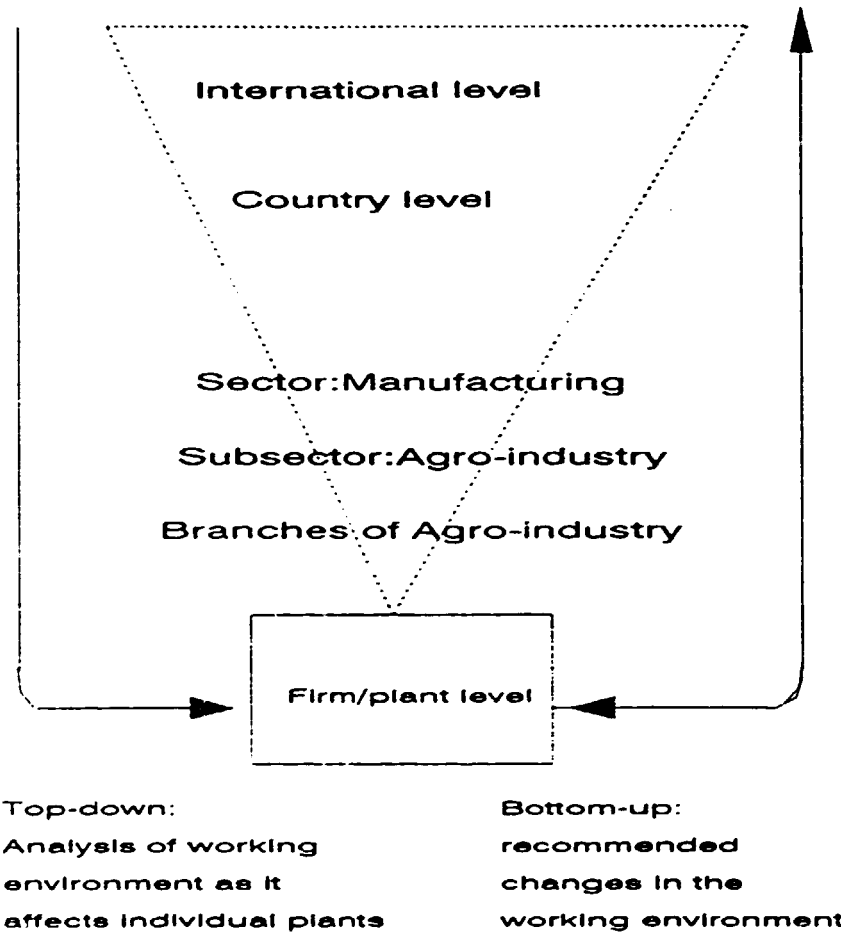 International level
Country level
Sector:Manufacturing
Subsector:Agro-industry
Branches of Agro-industry
Firm/plant level
Top-down:
Analysis of working
environment as it
affects individual plants
Bottom-up:
recommended
changes in the
working environment